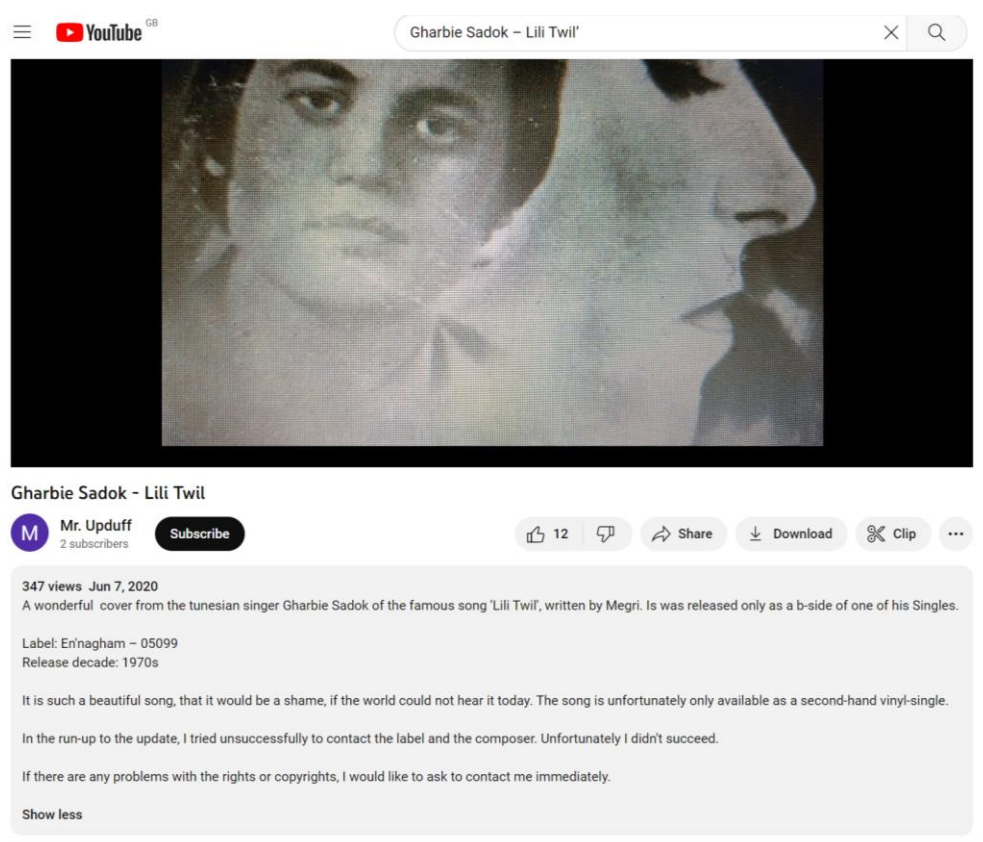 YouTube GB
Gharbie Sadok – Lili Twil'
Gharbie Sadok - Lili Twil
M
Mr. Upduff
2 subscribers
Subscribe
12
Share
Download
Clip
347 views Jun 7, 2020
A wonderful cover from the tunesian singer Gharbie Sadok of the famous song 'Lili Twil', written by Megri. Is was released only as a b-side of one of his Singles.
Label: En'nagham – 05099
Release decade: 1970s
It is such a beautiful song, that it would be a shame, if the world could not hear it today. The song is unfortunately only available as a second-hand vinyl-single.
In the run-up to the update, I tried unsuccessfully to contact the label and the composer. Unfortunately I didn't succeed.
If there are any problems with the rights or copyrights, I would like to ask to contact me immediately.
Show less